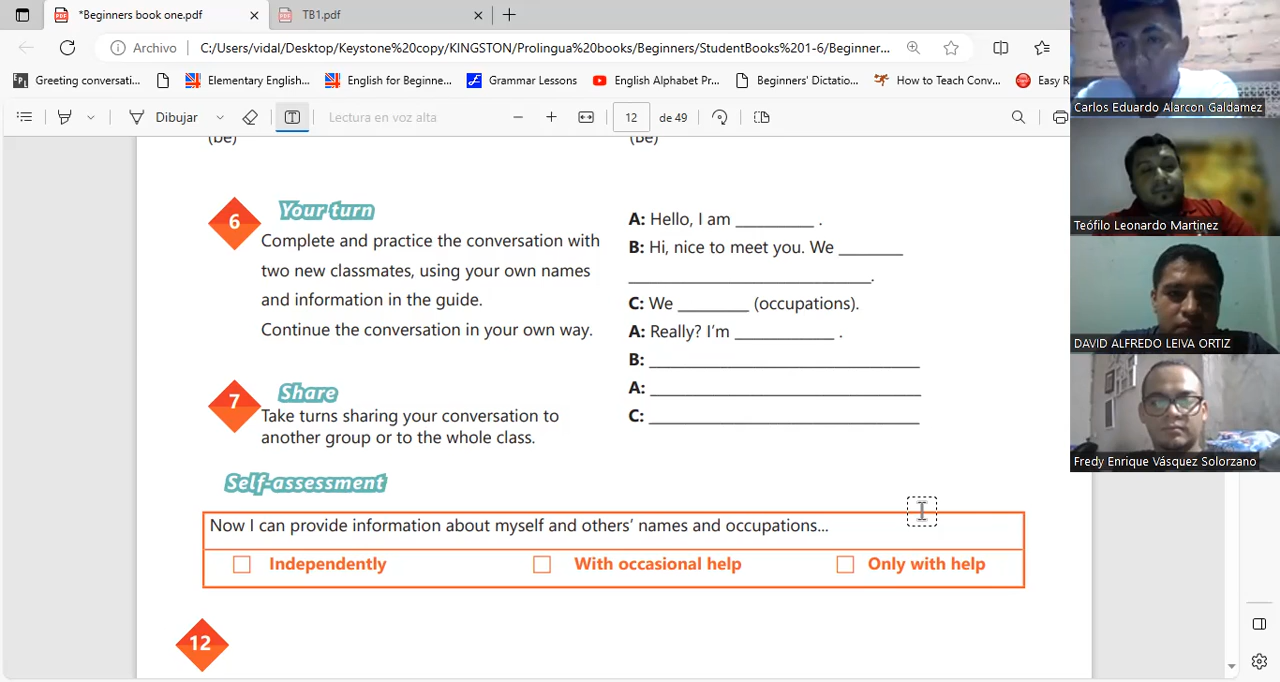 *Beginners book one.pdf
TB1.pdf
Archivo
C:/Users/vidal/Desktop/Keystone%20copy/KINGSTON/Prolingua%20books/Beginners/StudentBooks%201-6/Beginner...
Greeting conversati...
Elementary English...
English for Beginne...
Grammar Lessons
English Alphabet Pr...
Beginners' Dictatio...
How to Teach Conv...
Easy R
Dibujar
Lectura en voz alta
12
de 49
(be)
(be)
6
Your turn
Complete and practice the conversation with
two new classmates, using your own names
and information in the guide.
Continue the conversation in your own way.
A: Hello, I am _________ .
B: Hi, nice to meet you. We _______
___________________________.
C: We ________ (occupations).
A: Really? I'm ___________ .
B: ______________________________
A: ______________________________
C: ______________________________
7
Share
Take turns sharing your conversation to
another group or to the whole class.
Self-assessment
Now I can provide information about myself and others' names and occupations...
Independently
With occasional help
Only with help
12
Carlos Eduardo Alarcon Galdamez
Teófilo Leonardo Martinez
DAVID ALFREDO LEIVA ORTIZ
Fredy Enrique Vásquez Solorzano